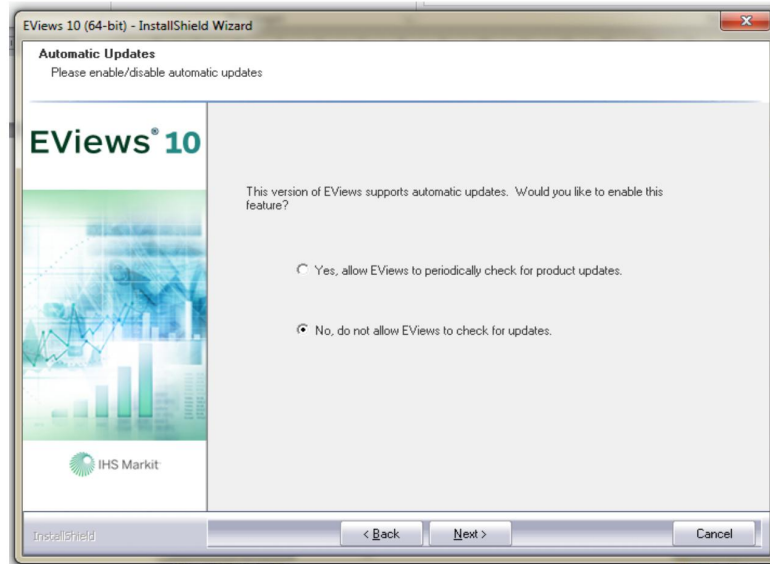 EViews 10 (64-bit) - InstallShield Wizard
Automatic Updates
Please enable/disable automatic updates
EViews® 10
This version of EViews supports automatic updates. Would you like to enable this
feature?
Yes, allow EViews to periodically check for product updates.
No, do not allow EViews to check for updates.
IHS Markit
InstallShield
< Back
Next >
Cancel